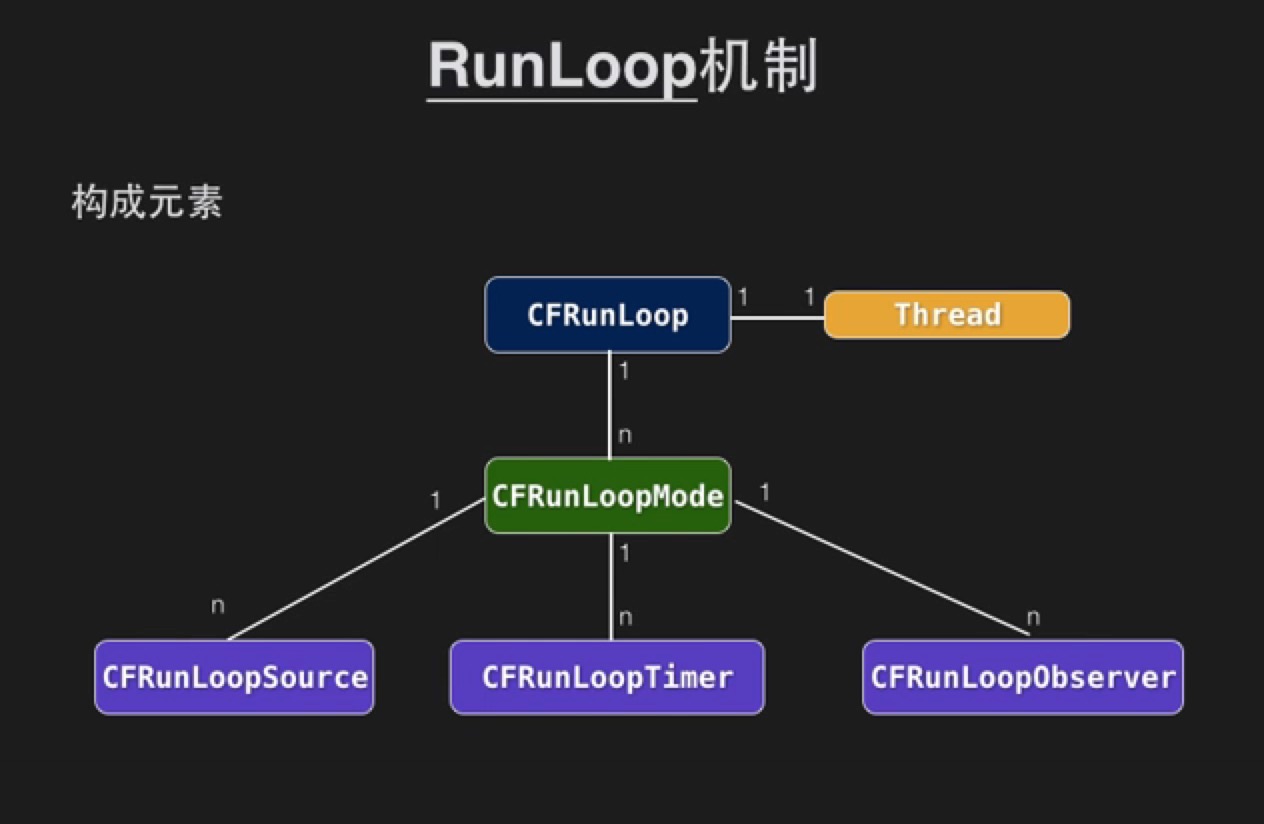 RunLoop机制
构成元素
CFRunLoop
1
1
Thread
1
n
CFRunLoopMode
1
1
1
n
n
n
CFRunLoopSource
CFRunLoopTimer
CFRunLoopObserver